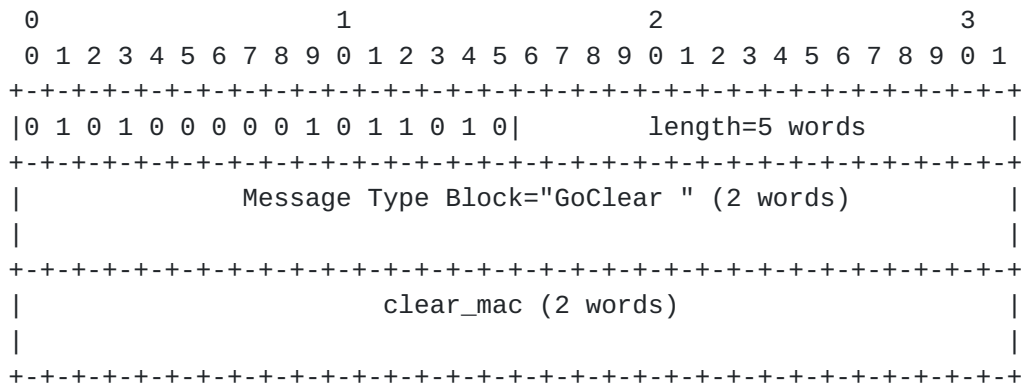 0                   1                   2                   3
 0 1 2 3 4 5 6 7 8 9 0 1 2 3 4 5 6 7 8 9 0 1 2 3 4 5 6 7 8 9 0 1
+-+-+-+-+-+-+-+-+-+-+-+-+-+-+-+-+-+-+-+-+-+-+-+-+-+-+-+-+-+-+-+-+
|0 1 0 1 0 0 0 0 0 1 0 1 1 0 1 0|        length=5 words         |
+-+-+-+-+-+-+-+-+-+-+-+-+-+-+-+-+-+-+-+-+-+-+-+-+-+-+-+-+-+-+-+-+
|              Message Type Block="GoClear " (2 words)          |
|                                                               |
+-+-+-+-+-+-+-+-+-+-+-+-+-+-+-+-+-+-+-+-+-+-+-+-+-+-+-+-+-+-+-+-+
|                       clear_mac (2 words)                     |
|                                                               |
+-+-+-+-+-+-+-+-+-+-+-+-+-+-+-+-+-+-+-+-+-+-+-+-+-+-+-+-+-+-+-+-+